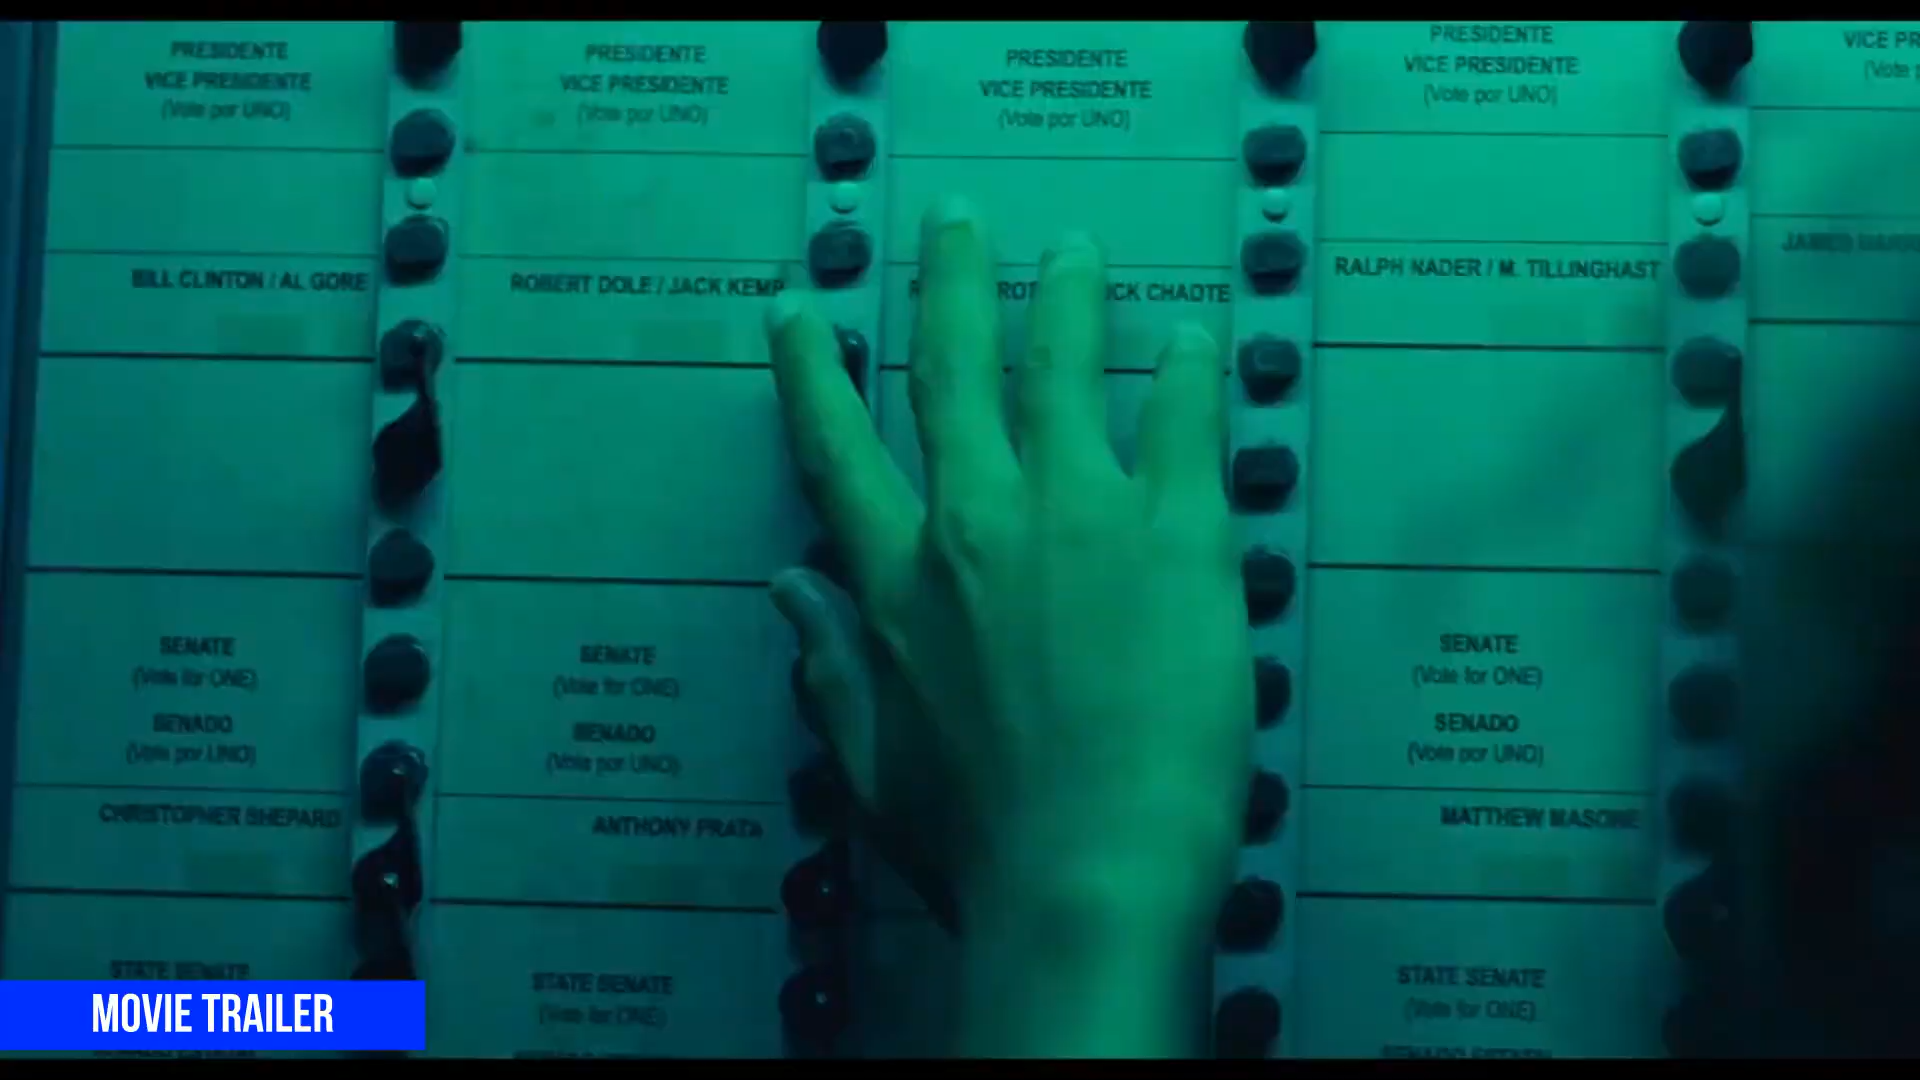 PRESIDENTE
VICE PRESIDENTE
(Vote por UNO)
BILL CLINTON / AL GORE
SENATE
(Vote for ONE)
SENADO
(Vote por UNO)
CHRISTOPHER SHEPARD
STATE SENATE
PRESIDENTE
VICE PRESIDENTE
(Vote por UNO)
ROBERT DOLE / JACK KEMP
SENATE
(Vote for ONE)
SENADO
(Vote por UNO)
ANTHONY PRATA
STATE SENATE
(Vote for ONE)
PRESIDENTE
VICE PRESIDENTE
(Vote por UNO)
CHAOTE
PRESIDENTE
VICE PRESIDENTE
(Vote por UNO)
RALPH NADER / M. TILLINGHAST
SENATE
(Vote for ONE)
SENADO
(Vote por UNO)
MATTHEW MASONE
STATE SENATE
(Vote for ONE)
VICE
(Vote
JAMES
MOVIE TRAILER